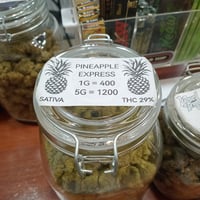 PINEAPPLE
EXPRESS
1G = 400
5G = 1200
SATIVA THC 29%